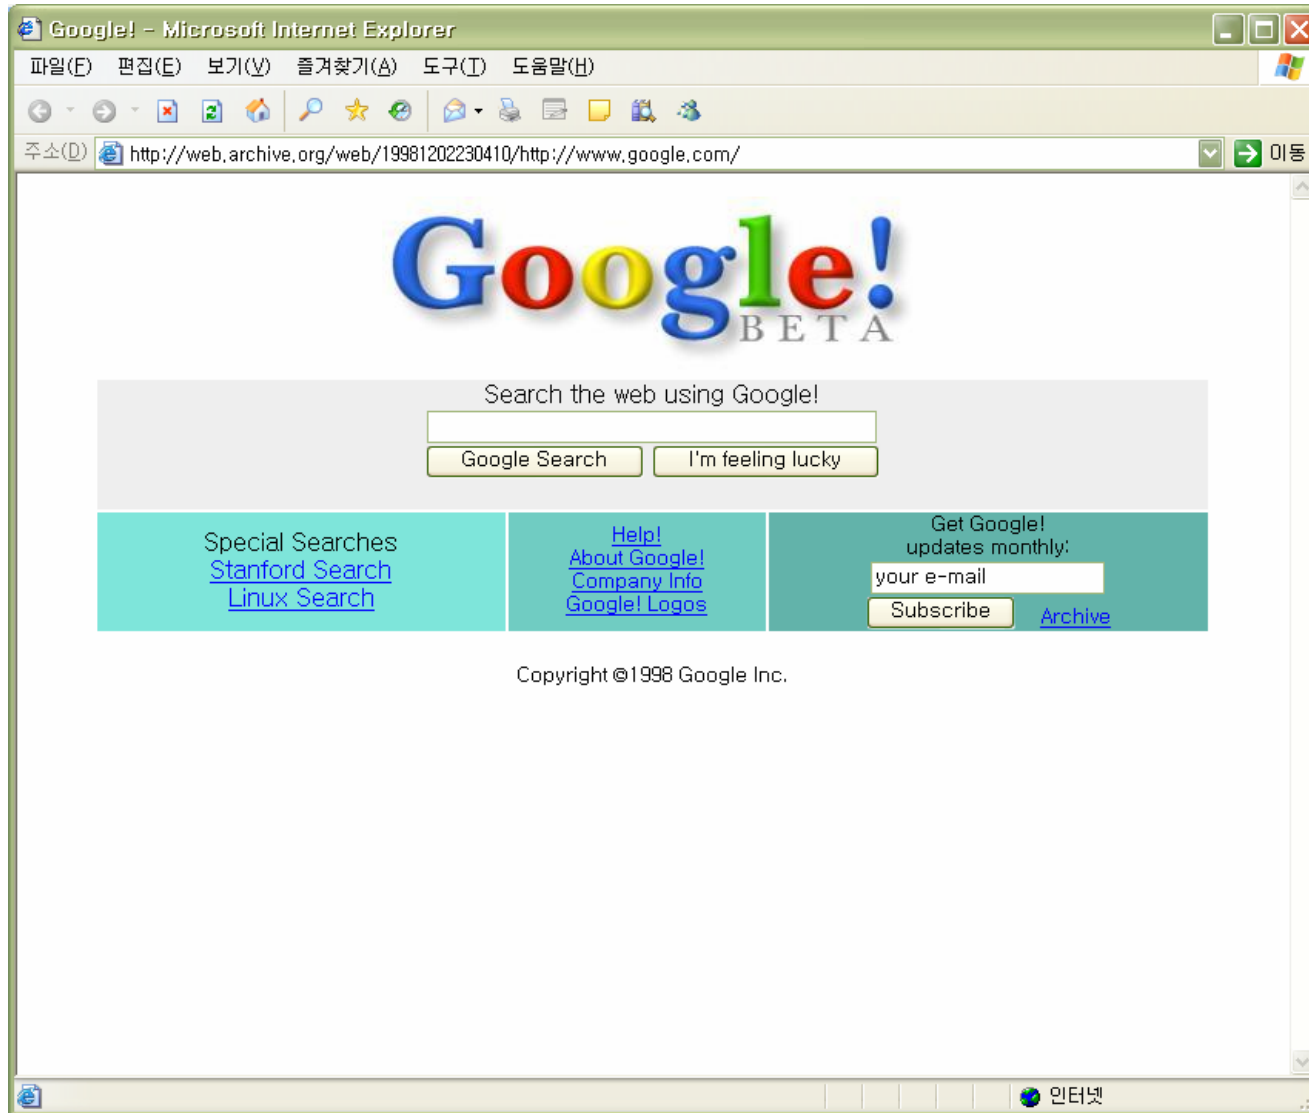 Google! - Microsoft Internet Explorer
파일(F) 편집(E) 보기(V) 즐겨찾기(A) 도구(T) 도움말(H)
주소(D) http://web.archive.org/web/19981202230410/http://www.google.com/ 이동
Google!
BETA
Search the web using Google!
Google Search I'm feeling lucky
Special Searches
Stanford Search
Linux Search
Help!
About Google!
Company Info
Google! Logos
Get Google!
updates monthly:
your e-mail
Subscribe Archive
Copyright ©1998 Google Inc.
인터넷